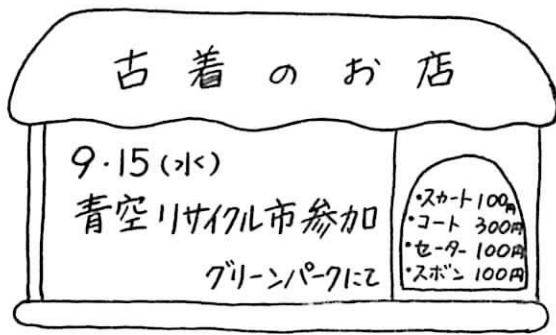 古着のお店
9・15(水)
青空リサイクル市参加
グリーンパークにて
・スカート 100円
・コート 300円
・セーター 100円
・スボン 100円